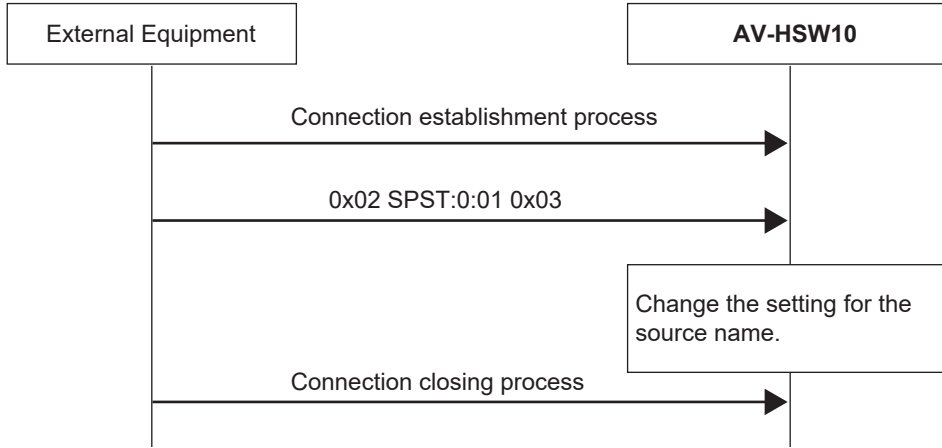 External Equipment
AV-HSW10
Connection establishment process
0x02 SPST:0:01 0x03
Change the setting for the
source name.
Connection closing process